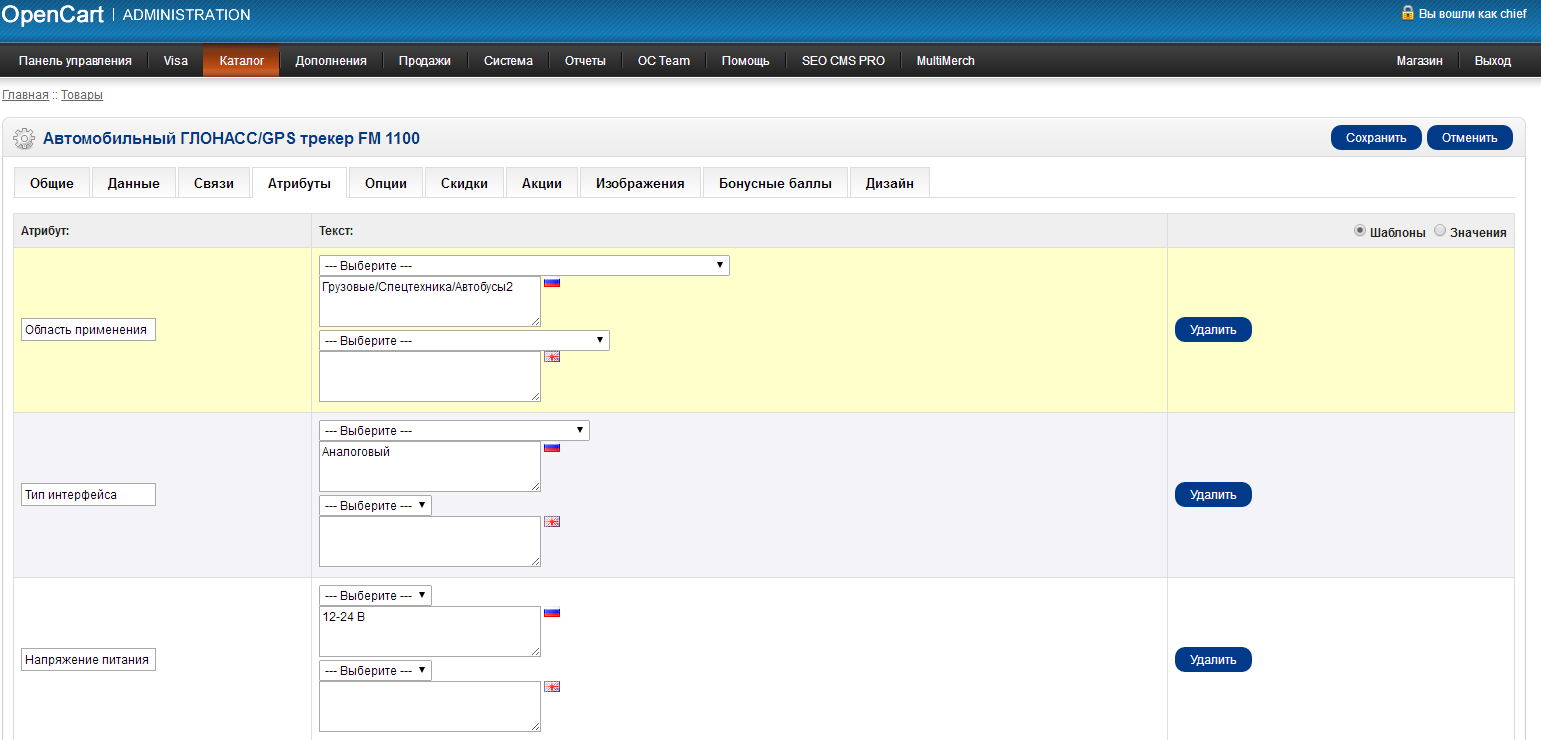 OpenCart | ADMINISTRATION Вы вошли как chief
Панель управления Visa Каталог Дополнения Продажи Система Отчеты OC Team Помощь SEO CMS PRO MultiMerch Магазин Выход
Главная :: Товары
Автомобильный ГЛОНАСС/GPS трекер FM 1100 Сохранить Отменить
Общие Данные Связи Атрибуты Опции Скидки Акции Изображения Бонусные баллы Дизайн
Атрибут: Текст: Шаблоны Значения
--- Выберите ---
Грузовые/Спецтехника/Автобусы2
Область применения Удалить
--- Выберите ---
--- Выберите ---
Аналоговый
Тип интерфейса Удалить
--- Выберите ---
--- Выберите ---
12-24 В
Напряжение питания Удалить
--- Выберите ---